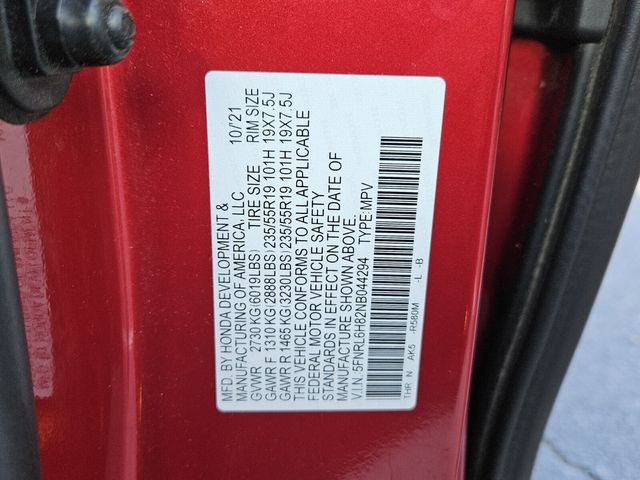 MFD. BY HONDA DEVELOPMENT &
MANUFACTURING OF AMERICA, LLC 10/'21
GVWR 2730 KG(6019LBS) TIRE SIZE RIM SIZE
GAWR F 1310 KG(2888LBS)235/55R19 101H 19X7.5J
GAWR R 1465 KG(3230LBS)235/55R19 101H 19X7.5J
THIS VEHICLE CONFORMS TO ALL APPLICABLE
FEDERAL MOTOR VEHICLE SAFETY
STANDARDS IN EFFECT ON THE DATE OF
MANUFACTURE SHOWN ABOVE.
V.I.N.:5FNRL6H82NB044294 TYPE:MPV
THR N AK5 -R580M -L -B